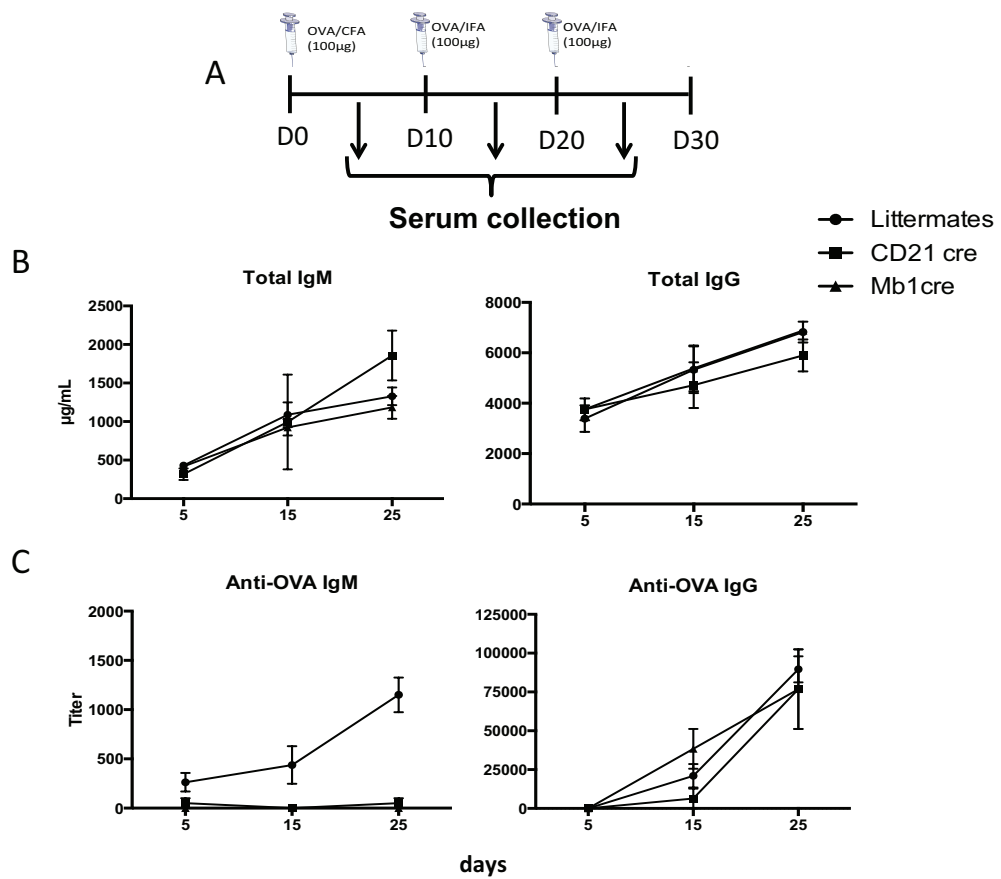 OVA/CFA
(100µg)
OVA/IFA
(100µg)
OVA/IFA
(100µg)
A
D0
D10
D20
D30
Serum collection
Littermates
CD21 cre
Mb1cre
B
Total IgM
2500
2000
1500
1000
500
0
µg/mL
5
15
25
Total IgG
8000
6000
4000
2000
0
5
15
25
C
Anti-OVA IgM
2000
1500
1000
500
0
Titer
5
15
25
Anti-OVA IgG
125000
100000
75000
50000
25000
0
5
15
25
days